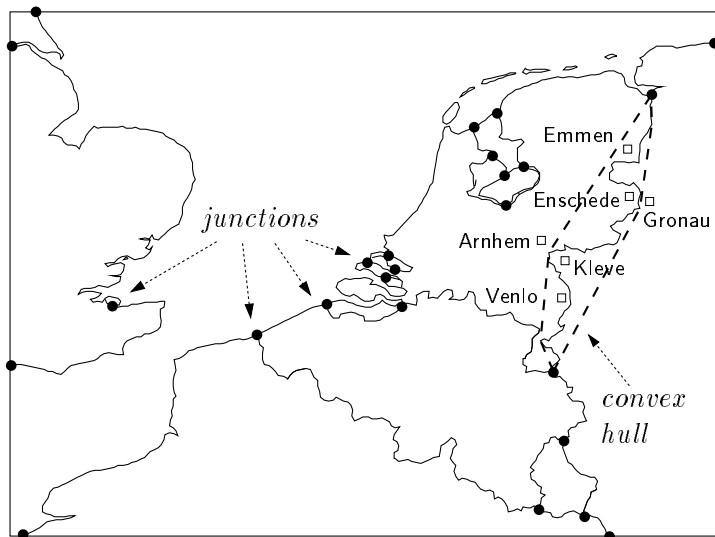 Emmen
Enschede
junctions
Gronau
Arnhem
Kleve
Venlo
convex
hull